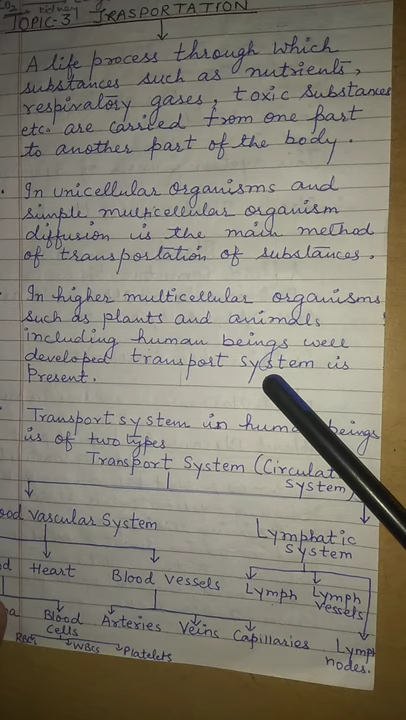 TOPIC-3 TRASPORTATION
A life process through which
substances such as nutrients,
respiratory gases, toxic substances
etc. are carried from one part
to another part of the body.
In unicellular organisms and
simple multicellular organism
diffusion is the main method
of transportation of substances.
In higher multicellular organisms
such as plants and animals
including human beings well
developed transport system is
Present.
Transport system in human beings
is of two types
Transport System (Circulat
System)
ood Vascular System
Lymphatic
System
d Heart Blood Vessels Lymph Lymph
Vessels
Blood
Cells
Arteries Veins Capillaries Lymph
nodes.
RBCs WBCs Platelets